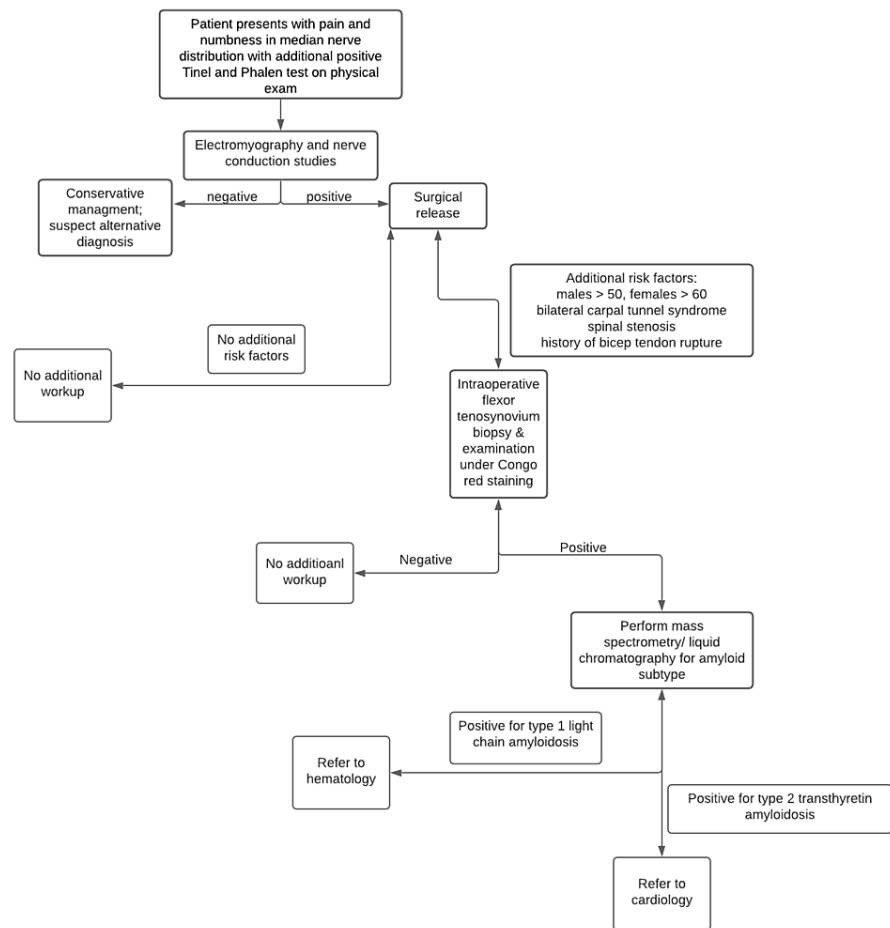 Patient presents with pain and
numbness in median nerve
distribution with additional positive
Tinel and Phalen test on physical
exam
Electromyography and nerve
conduction studies
negative
positive
Conservative
managment;
suspect alternative
diagnosis
Surgical
release
Additional risk factors:
males > 50, females > 60
bilateral carpal tunnel syndrome
spinal stenosis
history of bicep tendon rupture
No additional
risk factors
No additional
workup
Intraoperative
flexor
tenosynovium
biopsy &
examination
under Congo
red staining
Negative
Positive
No additioanl
workup
Perform mass
spectrometry/ liquid
chromatography for amyloid
subtype
Positive for type 1 light
chain amyloidosis
Refer to
hematology
Positive for type 2 transthyretin
amyloidosis
Refer to
cardiology